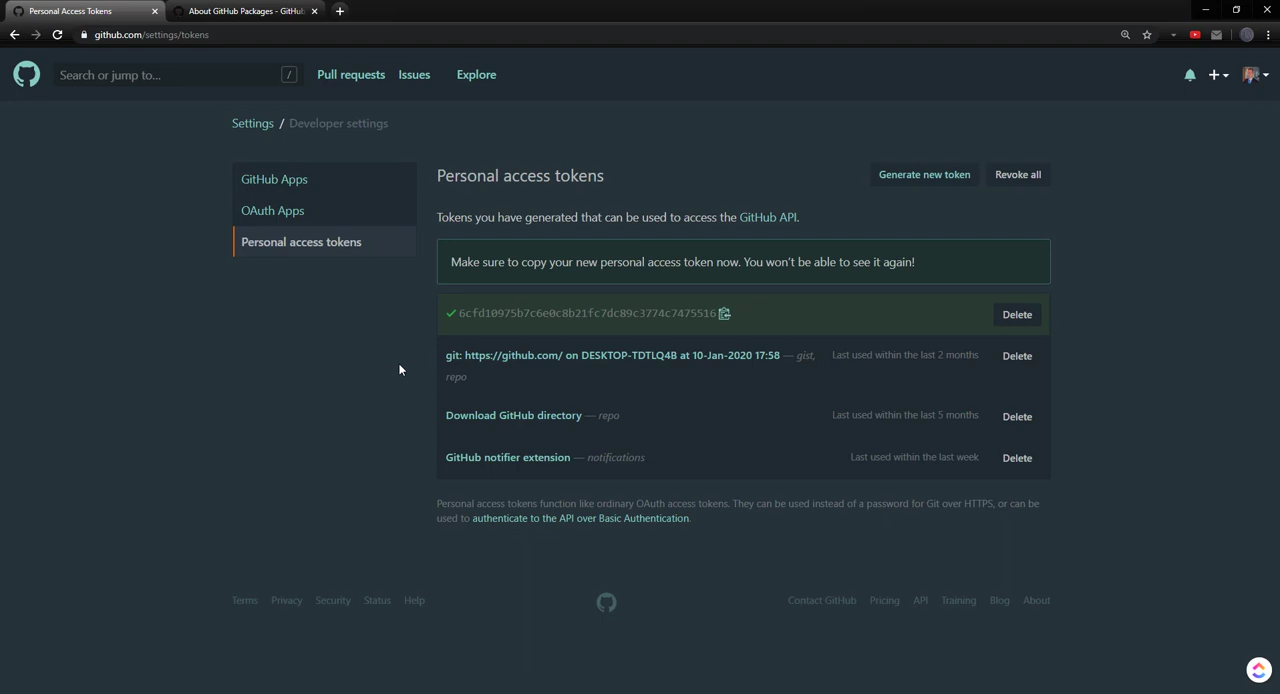 Personal Access Tokens
About GitHub Packages - GitHub
github.com/settings/tokens
Search or jump to...
/
Pull requests
Issues
Explore
Settings / Developer settings
GitHub Apps
OAuth Apps
Personal access tokens
Personal access tokens
Generate new token
Revoke all
Tokens you have generated that can be used to access the GitHub API.
Make sure to copy your new personal access token now. You won't be able to see it again!
6cfd10975b7c6e0c8b21fc7dc89c3774c7475516
Delete
git: https://github.com/ on DESKTOP-TDTLQ4B at 10-Jan-2020 17:58 — gist,
repo
Last used within the last 2 months
Delete
Download GitHub directory — repo
Last used within the last 5 months
Delete
GitHub notifier extension — notifications
Last used within the last week
Delete
Personal access tokens function like ordinary OAuth access tokens. They can be used instead of a password for Git over HTTPS, or can be
used to authenticate to the API over Basic Authentication.
Terms Privacy Security Status Help
Contact GitHub Pricing API Training Blog About